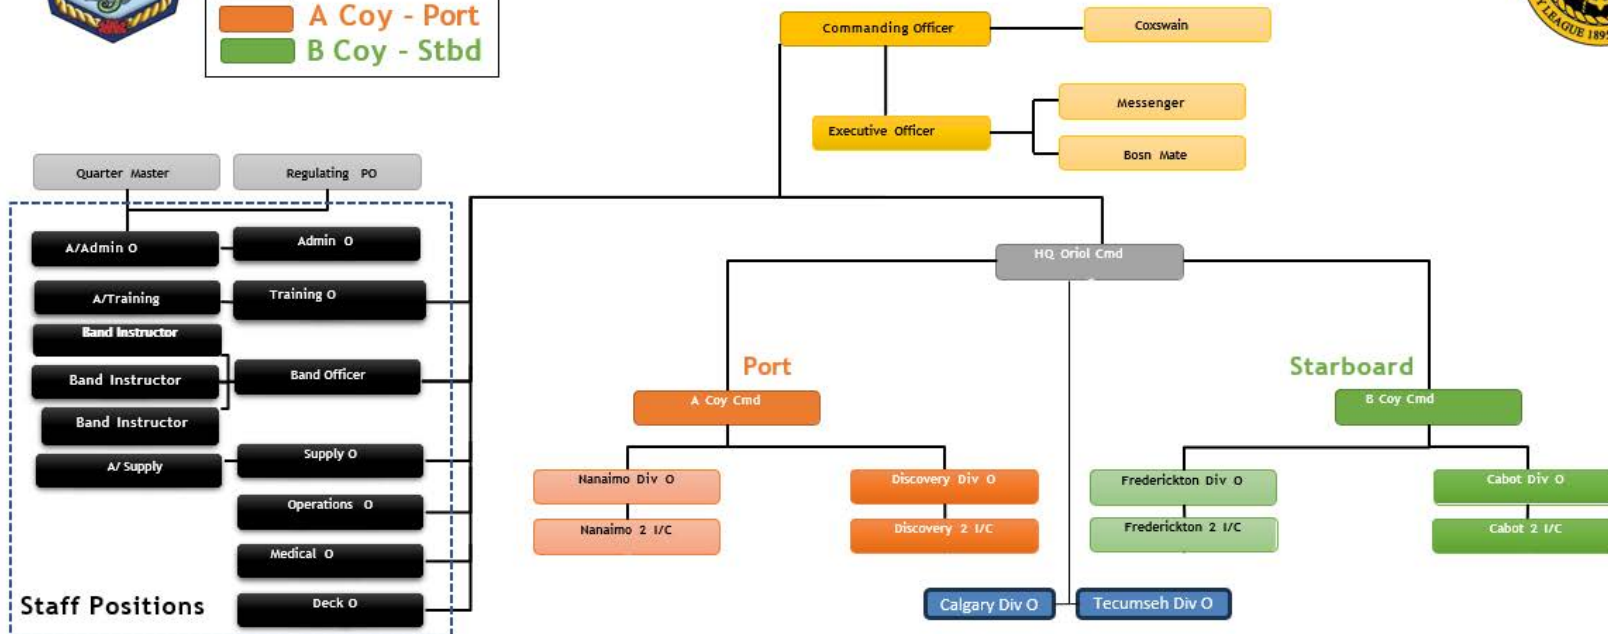 A Coy - Port
B Coy - Stbd
Commanding Officer
Coxswain
Y LEAGUE 1895
Messenger
Executive Officer
Bosn Mate
Quarter Master
Regulating PO
A/Admin O
Admin O
HQ Oriol Cmd
A/Training
Training O
Band Instructor
Band Officer
Band Instructor
Band Instructor
Port
Starboard
A Coy Cmd
B Coy Cmd
A/ Supply
Supply O
Nanaimo Div O
Discovery Div O
Frederickton Div O
Cabot Div O
Operations O
Nanaimo 2 I/C
Discovery 2 I/C
Frederickton 2 I/C
Cabot 2 I/C
Medical O
Staff Positions
Deck O
Calgary Div O
Tecumseh Div O